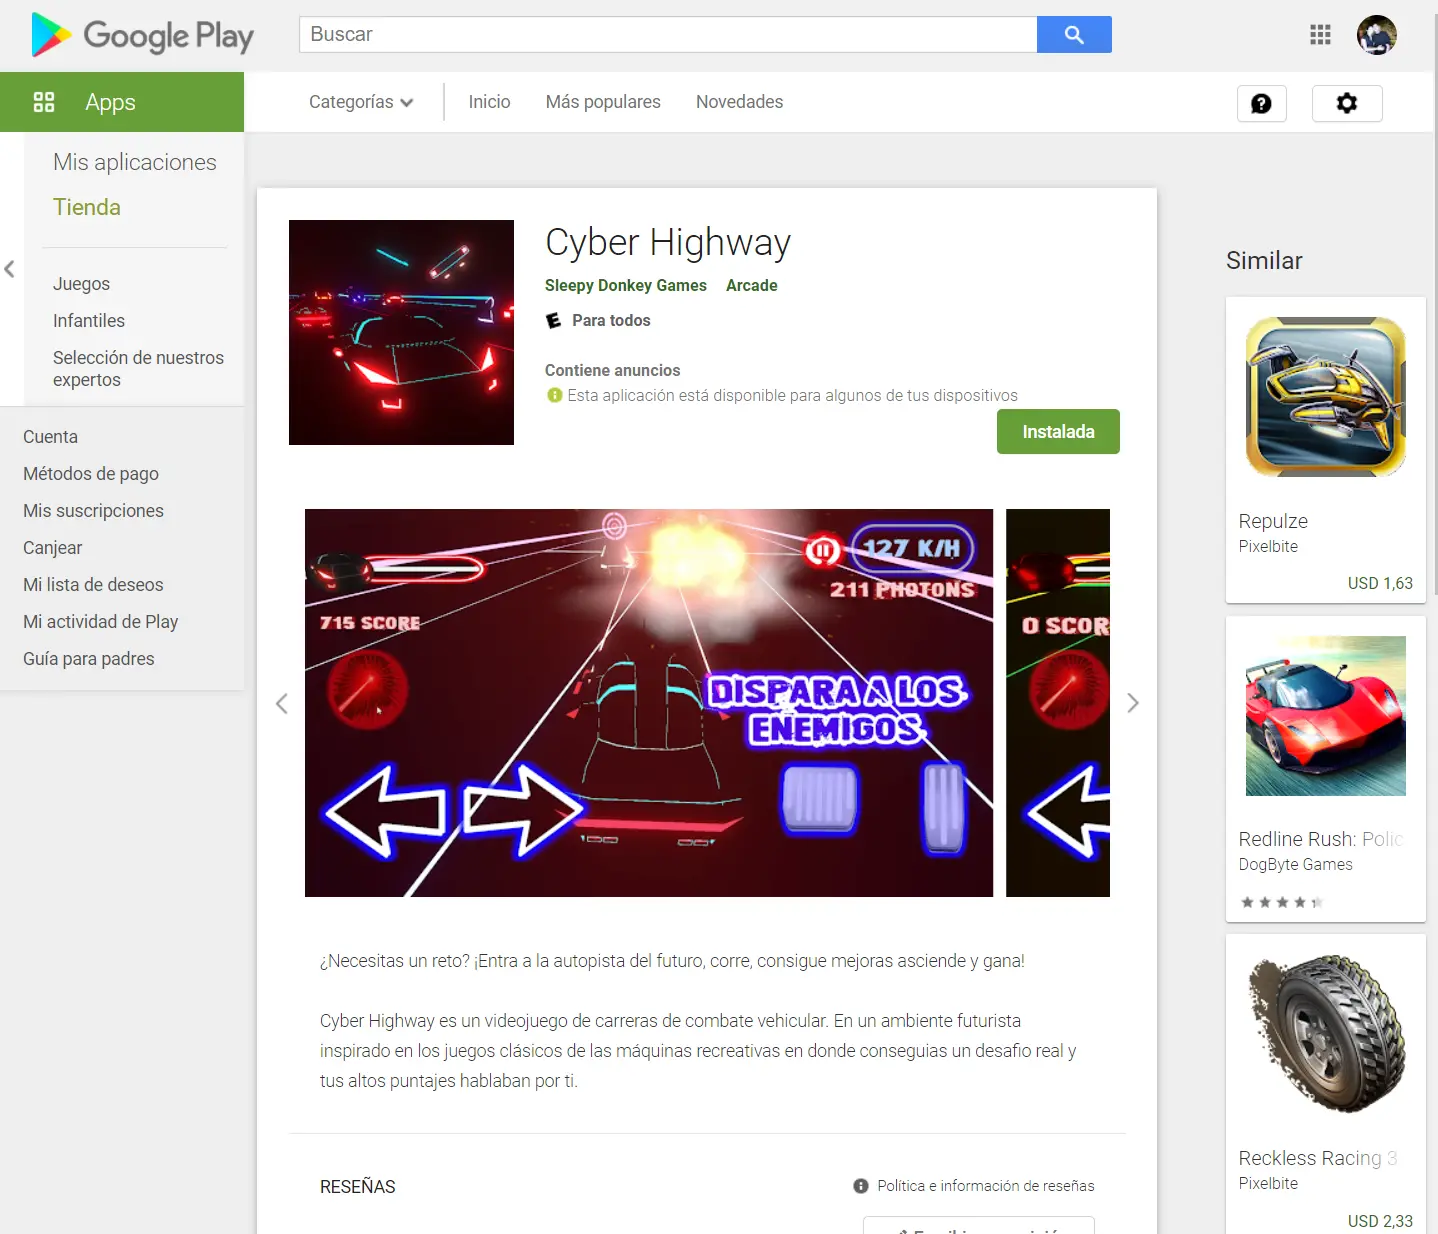 Google Play
Buscar
Apps
Categorías
Inicio
Más populares
Novedades
Mis aplicaciones
Tienda
Juegos
Infantiles
Selección de nuestros
expertos
Cuenta
Métodos de pago
Mis suscripciones
Canjear
Mi lista de deseos
Mi actividad de Play
Guía para padres
Cyber Highway
Sleepy Donkey Games Arcade
Para todos
Contiene anuncios
Esta aplicación está disponible para algunos de tus dispositivos
Instalada
127 K/H
211 PHOTONS
715 SCORE
DISPARA A LOS
ENEMIGOS
0 SCOR
¿Necesitas un reto? ¡Entra a la autopista del futuro, corre, consigue mejoras asciende y gana!
Cyber Highway es un videojuego de carreras de combate vehicular. En un ambiente futurista
inspirado en los juegos clásicos de las máquinas recreativas en donde conseguias un desafio real y
tus altos puntajes hablaban por ti.
RESEÑAS
Política e información de reseñas
Similar
Repulze
Pixelbite
USD 1,63
Redline Rush: Polic
DogByte Games
Reckless Racing 3
Pixelbite
USD 2,33